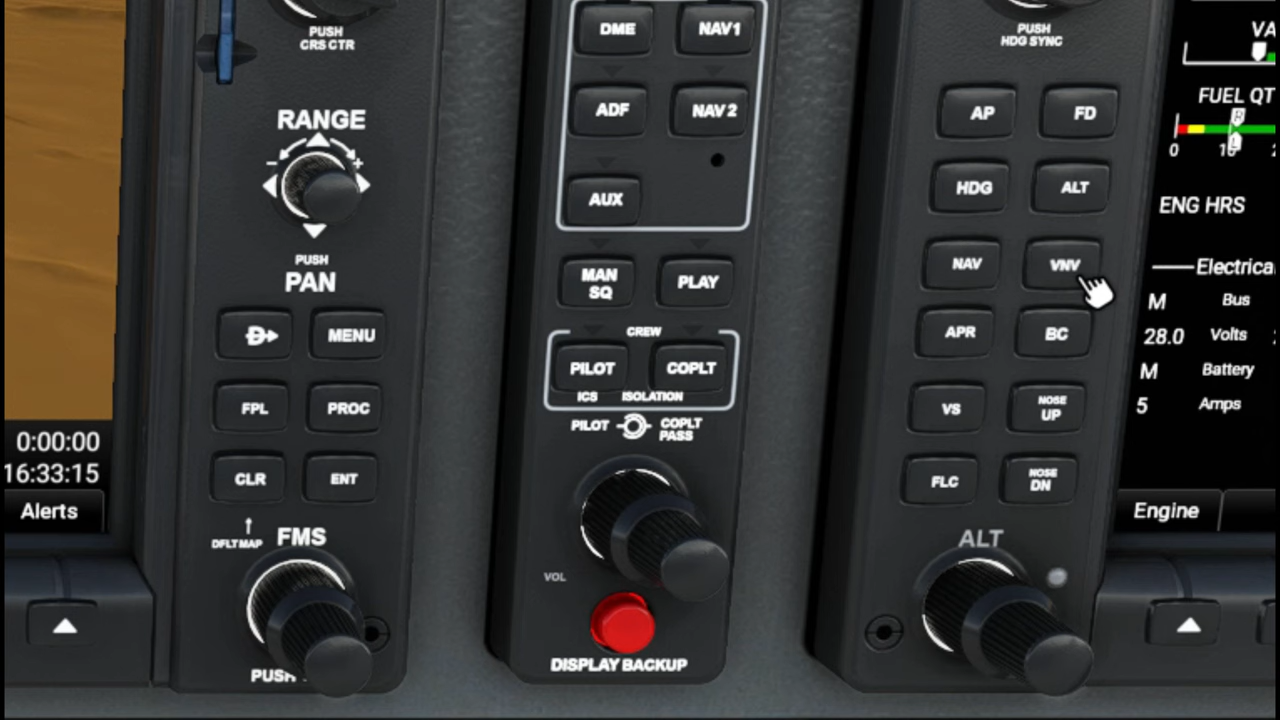 PUSH
CRS CTR
RANGE
- +
PUSH
PAN
D
MENU
FPL
PROC
CLR
ENT
DFLT MAP
FMS
PUSH
0:00:00
16:33:15
Alerts
DME
NAV1
ADF
NAV 2
AUX
MAN
SQ
PLAY
CREW
PILOT
COPLT
ICS ISOLATION
PILOT
COPLT
PASS
VOL
DISPLAY BACKUP
PUSH
HDG SYNC
AP
FD
HDG
ALT
NAV
VNV
APR
BC
VS
NOSE
UP
FLC
NOSE
DN
ALT
VA
FUEL QT
R
L
0 1
ENG HRS
Electrica
M Bus
28.0 Volts
M Battery
5 Amps
Engine